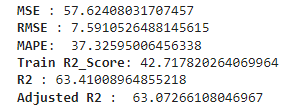 MSE : 57.62408031707457
RMSE : 7.5910526488145615
MAPE: 37.32595006456338
Train R2_Score: 42.717820264069964
R2 : 63.41008964855218
Adjusted R2 : 63.07266108046967